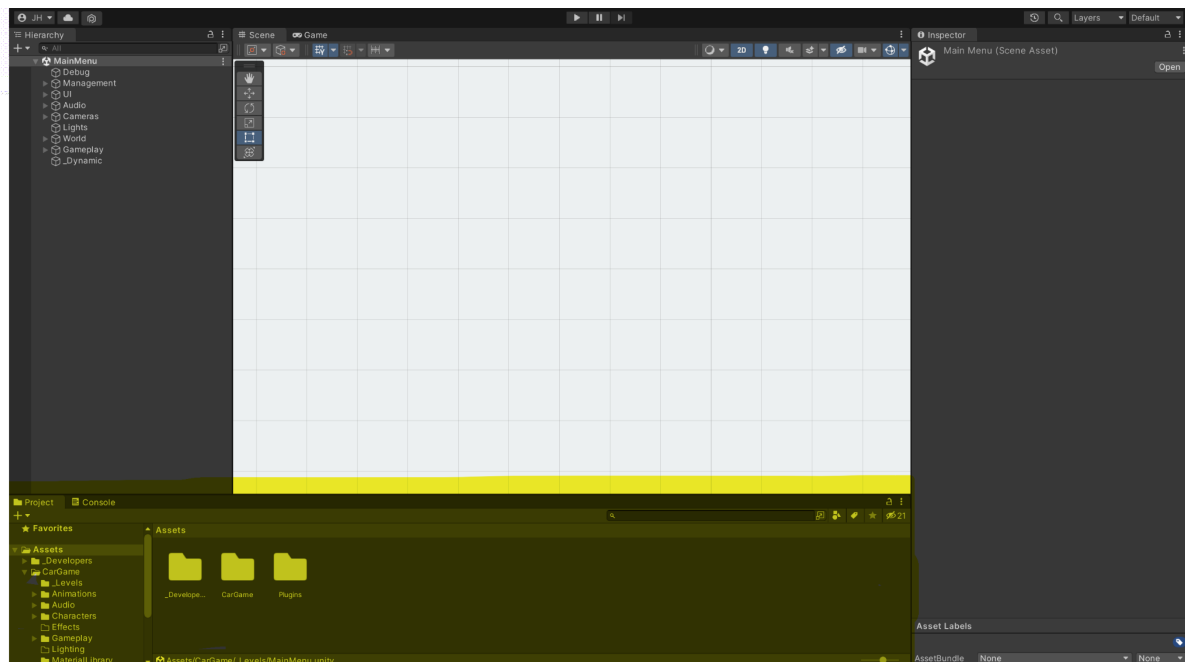 JH
Layers
Default
Hierarchy
Scene
Game
Inspector
All
2D
Main Menu (Scene Asset)
Open
MainMenu
Debug
Management
UI
Audio
Cameras
Lights
World
Gameplay
_Dynamic
Project
Console
21
Favorites
Assets
Assets
_Developers
CarGame
_Levels
Animations
Audio
Characters
Effects
Gameplay
Lighting
MaterialLibrary
_Develope...
CarGame
Plugins
Assets/CarGame/_Levels/MainMenu.unity
Asset Labels
AssetBundle
None
None